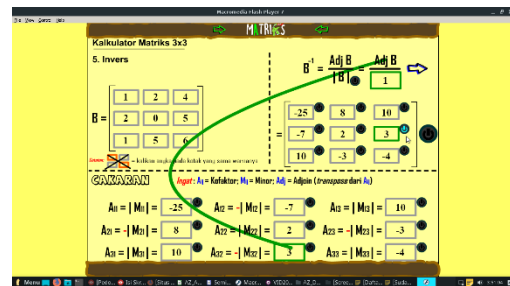 Macromedia Flash Player 7
MATRIKS
Kalkulator Matriks 3x3
5. Invers
B-1 = Adj B = Adj B
|B| 1
1 2 4
B = 2 0 5
1 5 6
-25 8 10
= -7 2 3
10 -3 -4
yang sama warnanya
CAKARAN
Ingat : Aij = Kofaktor; Mij = Minor; Adj = Adjoin (transpose dari Aij)
A11 = | M11 | = -25 A12 = -| M12 | = -7 A13 = | M13 | = 10
A21 = -| M21 | = 8 A22 = | M22 | = 2 A23 = -| M23 | = -3
A31 = | M31 | = 10 A32 = -| M32 | = 3 A33 = | M33 | = -4
Menu